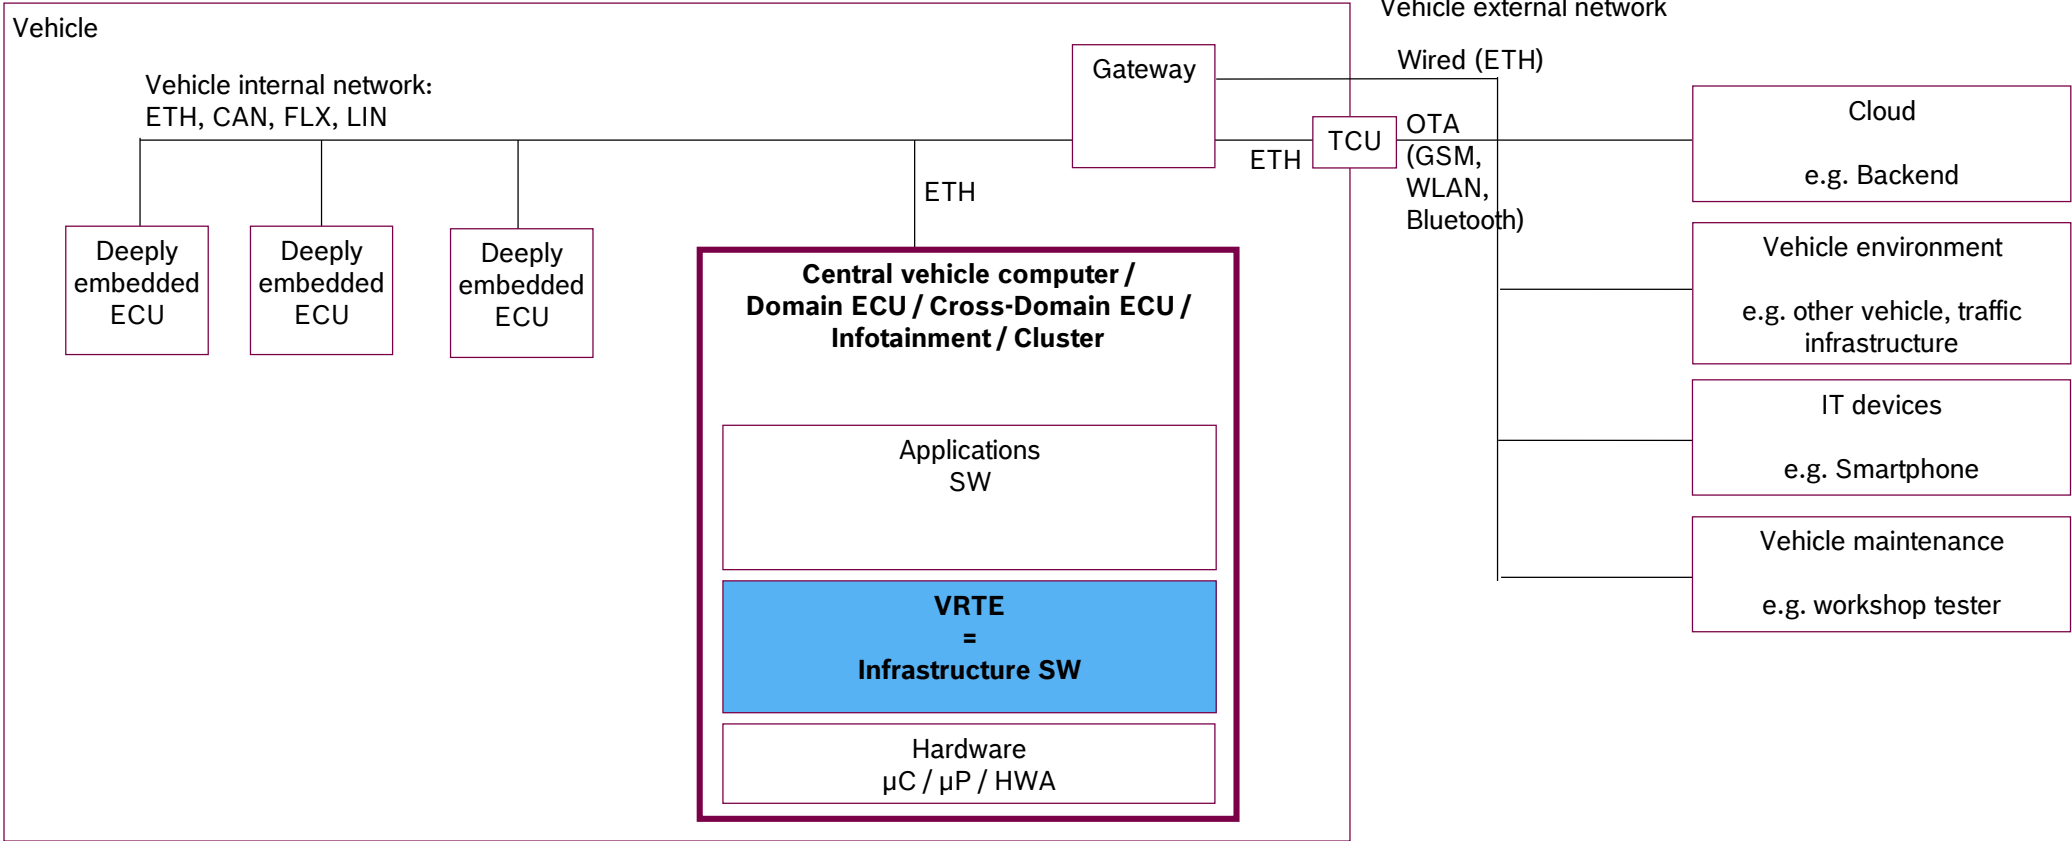 Vehicle external network
Vehicle
Wired (ETH)
Gateway
Vehicle internal network:
ETH, CAN, FLX, LIN
Cloud
e.g. Backend
OTA
(GSM,
WLAN,
Bluetooth)
TCU
ETH
ETH
Deeply
embedded
ECU
Deeply
embedded
ECU
Deeply
embedded
ECU
Central vehicle computer /
Domain ECU / Cross-Domain ECU /
Infotainment / Cluster
Vehicle environment
e.g. other vehicle, traffic
infrastructure
IT devices
e.g. Smartphone
Applications
SW
Vehicle maintenance
e.g. workshop tester
VRTE
=
Infrastructure SW
Hardware
µC / µP / HWA